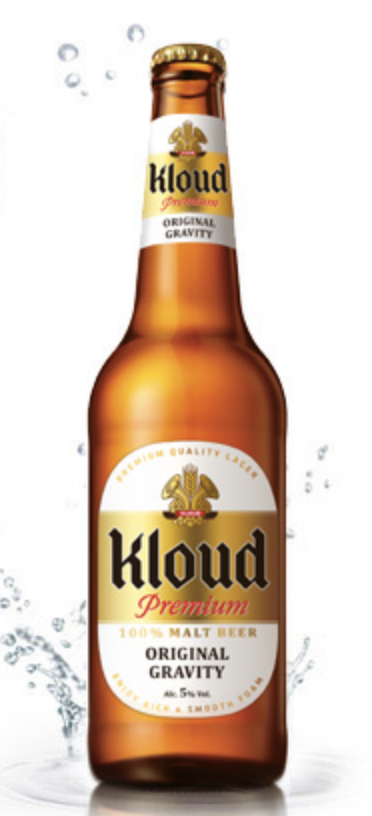 Kloud
Premium
ORIGINAL
GRAVITY
PREMIUM QUALITY LAGER
Kloud
Premium
100% MALT BEER
ORIGINAL
GRAVITY
Alc. 5% Vol.
ENJOY RICH & SMOOTH FOAM